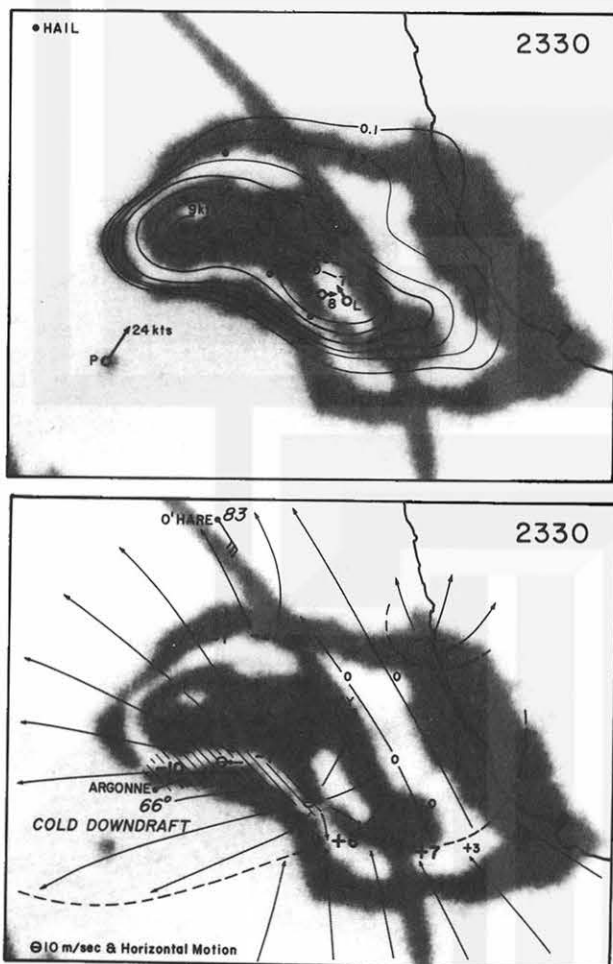 • HAIL
2330
0.1
9kt
7
8
L
24 kts
P
O'HARE 83
2330
0
0
0
0
-10
ARGONNE
66°
COLD DOWNDRAFT
+7
+3
⊖10 m/sec & Horizontal Motion